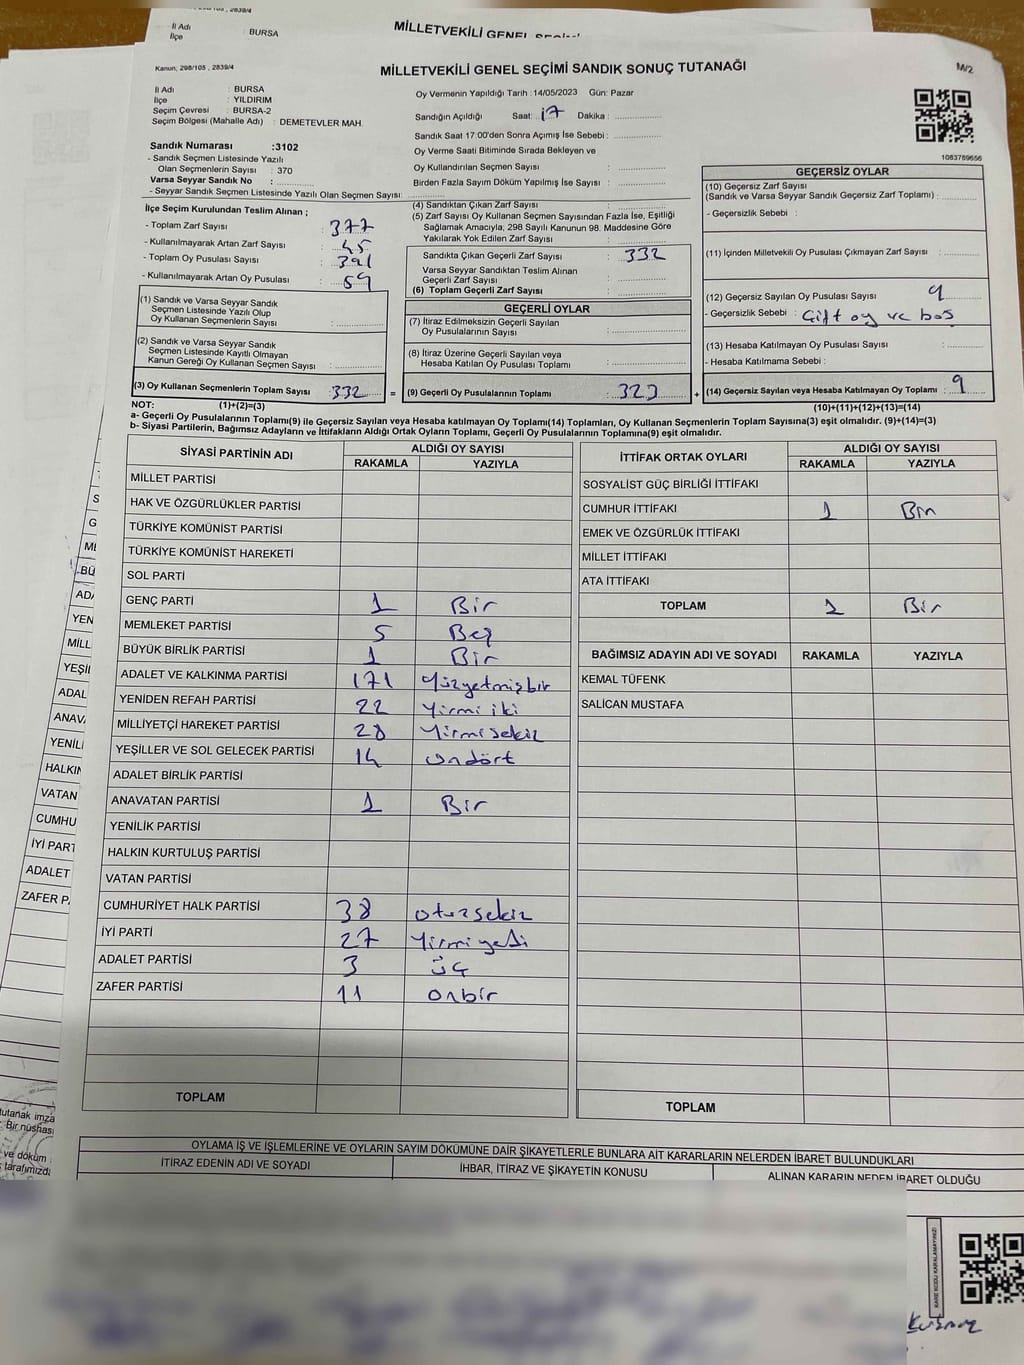 İl Adı : BURSA
İlçe
MİLLETVEKİLİ GENEL
Kanun; 298/105 , 2839/4
MİLLETVEKİLİ GENEL SEÇİMİ SANDIK SONUÇ TUTANAĞI
M/2
İl Adı : BURSA
İlçe : YILDIRIM
Seçim Çevresi : BURSA-2
Seçim Bölgesi (Mahalle Adı) : DEMETEVLER MAH.
Oy Vermenin Yapıldığı Tarih : 14/05/2023 Gün: Pazar
Sandığın Açıldığı Saat: 17 Dakika :
Sandık Saat 17:00'den Sonra Açılmış İse Sebebi :
Oy Verme Saati Bitiminde Sırada Bekleyen ve
Oy Kullandırılan Seçmen Sayısı :
Birden Fazla Sayım Döküm Yapılmış İse Sayısı :
1083789656
Sandık Numarası :3102
- Sandık Seçmen Listesinde Yazılı
Olan Seçmenlerin Sayısı : 370
Varsa Seyyar Sandık No :
- Seyyar Sandık Seçmen Listesinde Yazılı Olan Seçmen Sayısı:
İlçe Seçim Kurulundan Teslim Alınan ;
- Toplam Zarf Sayısı : 377
- Kullanılmayarak Artan Zarf Sayısı : 45
- Toplam Oy Pusulası Sayısı : 391
- Kullanılmayarak Artan Oy Pusulası : 59
(4) Sandıktan Çıkan Zarf Sayısı :
(5) Zarf Sayısı Oy Kullanan Seçmen Sayısından Fazla İse, Eşitliği
Sağlamak Amacıyla, 298 Sayılı Kanunun 98. Maddesine Göre
Yakılarak Yok Edilen Zarf Sayısı :
Sandıkta Çıkan Geçerli Zarf Sayısı : 332
Varsa Seyyar Sandıktan Teslim Alınan
Geçerli Zarf Sayısı :
(6) Toplam Geçerli Zarf Sayısı :
GEÇERSİZ OYLAR
(10) Geçersiz Zarf Sayısı
(Sandık ve Varsa Seyyar Sandık Geçersiz Zarf Toplamı) :
- Geçersizlik Sebebi :
(11) İçinden Milletvekili Oy Pusulası Çıkmayan Zarf Sayısı :
(12) Geçersiz Sayılan Oy Pusulası Sayısı : 9
- Geçersizlik Sebebi : Çift oy ve boş
(13) Hesaba Katılmayan Oy Pusulası Sayısı :
- Hesaba Katılmama Sebebi :
(14) Geçersiz Sayılan veya Hesaba Katılmayan Oy Toplamı : 9
(1) Sandık ve Varsa Seyyar Sandık
Seçmen Listesinde Yazılı Olup
Oy Kullanan Seçmenlerin Sayısı :
(2) Sandık ve Varsa Seyyar Sandık
Seçmen Listesinde Kayıtlı Olmayan
Kanun Gereği Oy Kullanan Seçmen Sayısı :
(3) Oy Kullanan Seçmenlerin Toplam Sayısı : 332 =
GEÇERLİ OYLAR
(7) İtiraz Edilmeksizin Geçerli Sayılan
Oy Pusulasının Sayısı :
(8) İtiraz Üzerine Geçerli Sayılan veya
Hesaba Katılan Oy Pusulası Toplamı :
(9) Geçerli Oy Pusulalarının Toplamı : 323 +
NOT: (1)+(2)=(3)
(10)+(11)+(12)+(13)=(14)
a- Geçerli Oy Pusulalarının Toplamı(9) ile Geçersiz Sayılan veya Hesaba Katılmayan Oy Toplamı(14) Toplamları, Oy Kullanan Seçmenlerin Toplam Sayısına(3) eşit olmalıdır. (9)+(14)=(3)
b- Siyasi Partilerin, Bağımsız Adayların ve İttifakların Aldığı Ortak Oyların Toplamı, Geçerli Oy Pusulalarının Toplamına(9) eşit olmalıdır.
SİYASİ PARTİNİN ADI ALDIĞI OY SAYISI
RAKAMLA YAZIYLA
MİLLET PARTİSİ
HAK VE ÖZGÜRLÜKLER PARTİSİ
TÜRKİYE KOMÜNİST PARTİSİ
TÜRKİYE KOMÜNİST HAREKETİ
SOL PARTİ
GENÇ PARTİ 1 Bir
MEMLEKET PARTİSİ 5 Beş
BÜYÜK BİRLİK PARTİSİ 1 Bir
ADALET VE KALKINMA PARTİSİ 171 Yüzyetmişbir
YENİDEN REFAH PARTİSİ 22 Yirmi iki
MİLLİYETÇİ HAREKET PARTİSİ 28 Yirmisekiz
YEŞİLLER VE SOL GELECEK PARTİSİ 14 Ondört
ADALET BİRLİK PARTİSİ
ANAVATAN PARTİSİ 1 Bir
YENİLİK PARTİSİ
HALKIN KURTULUŞ PARTİSİ
VATAN PARTİSİ
CUMHURİYET HALK PARTİSİ 38 otuzsekiz
İYİ PARTİ 27 Yirmiyedi
ADALET PARTİSİ 3 üç
ZAFER PARTİSİ 11 onbir
TOPLAM
İTTİFAK ORTAK OYLARI ALDIĞI OY SAYISI
RAKAMLA YAZIYLA
SOSYALİST GÜÇ BİRLİĞİ İTTİFAKI
CUMHUR İTTİFAKI 1 Bir
EMEK VE ÖZGÜRLÜK İTTİFAKI
MİLLET İTTİFAKI
ATA İTTİFAKI
TOPLAM 1 Bir
BAĞIMSIZ ADAYIN ADI VE SOYADI RAKAMLA YAZIYLA
KEMAL TÜFENK
SALİCAN MUSTAFA
TOPLAM
OYLAMA İŞ VE İŞLEMLERİNE VE OYLARIN SAYIM DÖKÜMÜNE DAİR ŞİKAYETLERLE BUNLARA AİT KARARLARIN NELERDEN İBARET BULUNDUKLARI
İTİRAZ EDENİN ADI VE SOYADI
İHBAR, İTİRAZ VE ŞİKAYETİN KONUSU
ALINAN KARARIN NEDEN İBARET OLDUĞU
KARE KODU KARALAMAYINIZ!